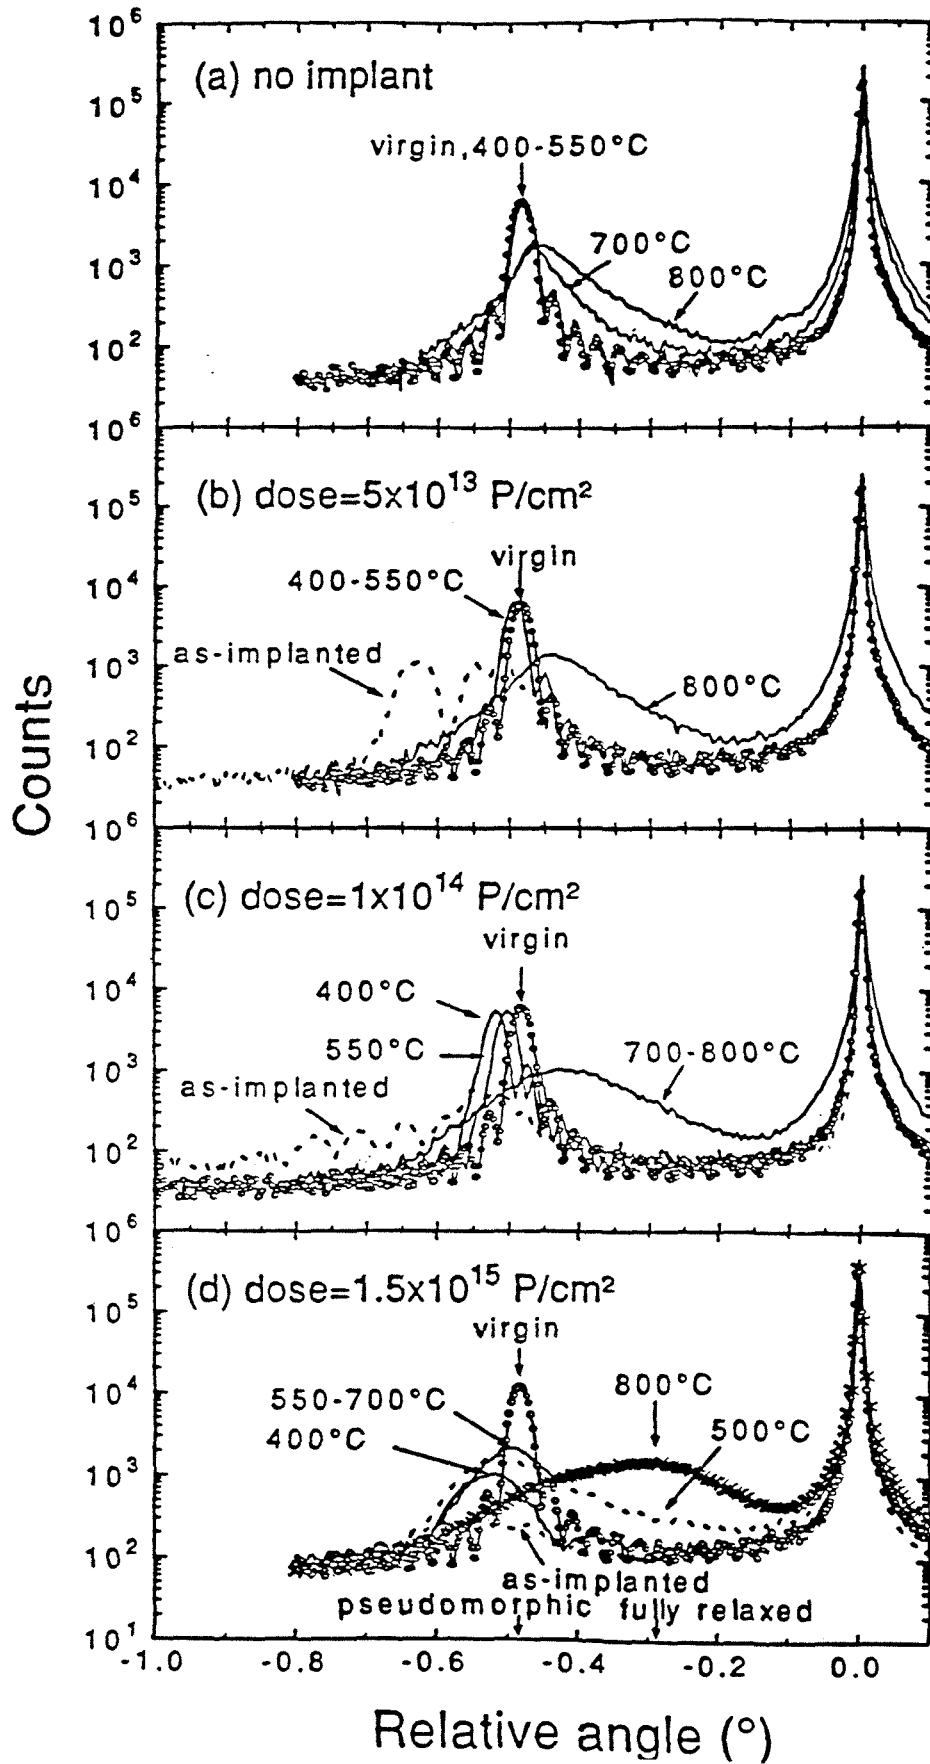 10⁶
(a) no implant
10⁵
virgin,400-550°C
10⁴
700°C
10³
800°C
10²
10⁶
(b) dose=5x10¹³ P/cm²
10⁵
virgin
400-550°C
10⁴
as-implanted
10³
800°C
10²
10⁶
(c) dose=1x10¹⁴ P/cm²
10⁵
virgin
400°C
10⁴
550°C
700-800°C
10³
as-implanted
10²
10⁶
(d) dose=1.5x10¹⁵ P/cm²
10⁵
virgin
550-700°C
800°C
10⁴
400°C
500°C
10³
10²
as-implanted
pseudomorphic fully relaxed
10¹
-1.0 -0.8 -0.6 -0.4 -0.2 0.0
Relative angle (°)
Counts